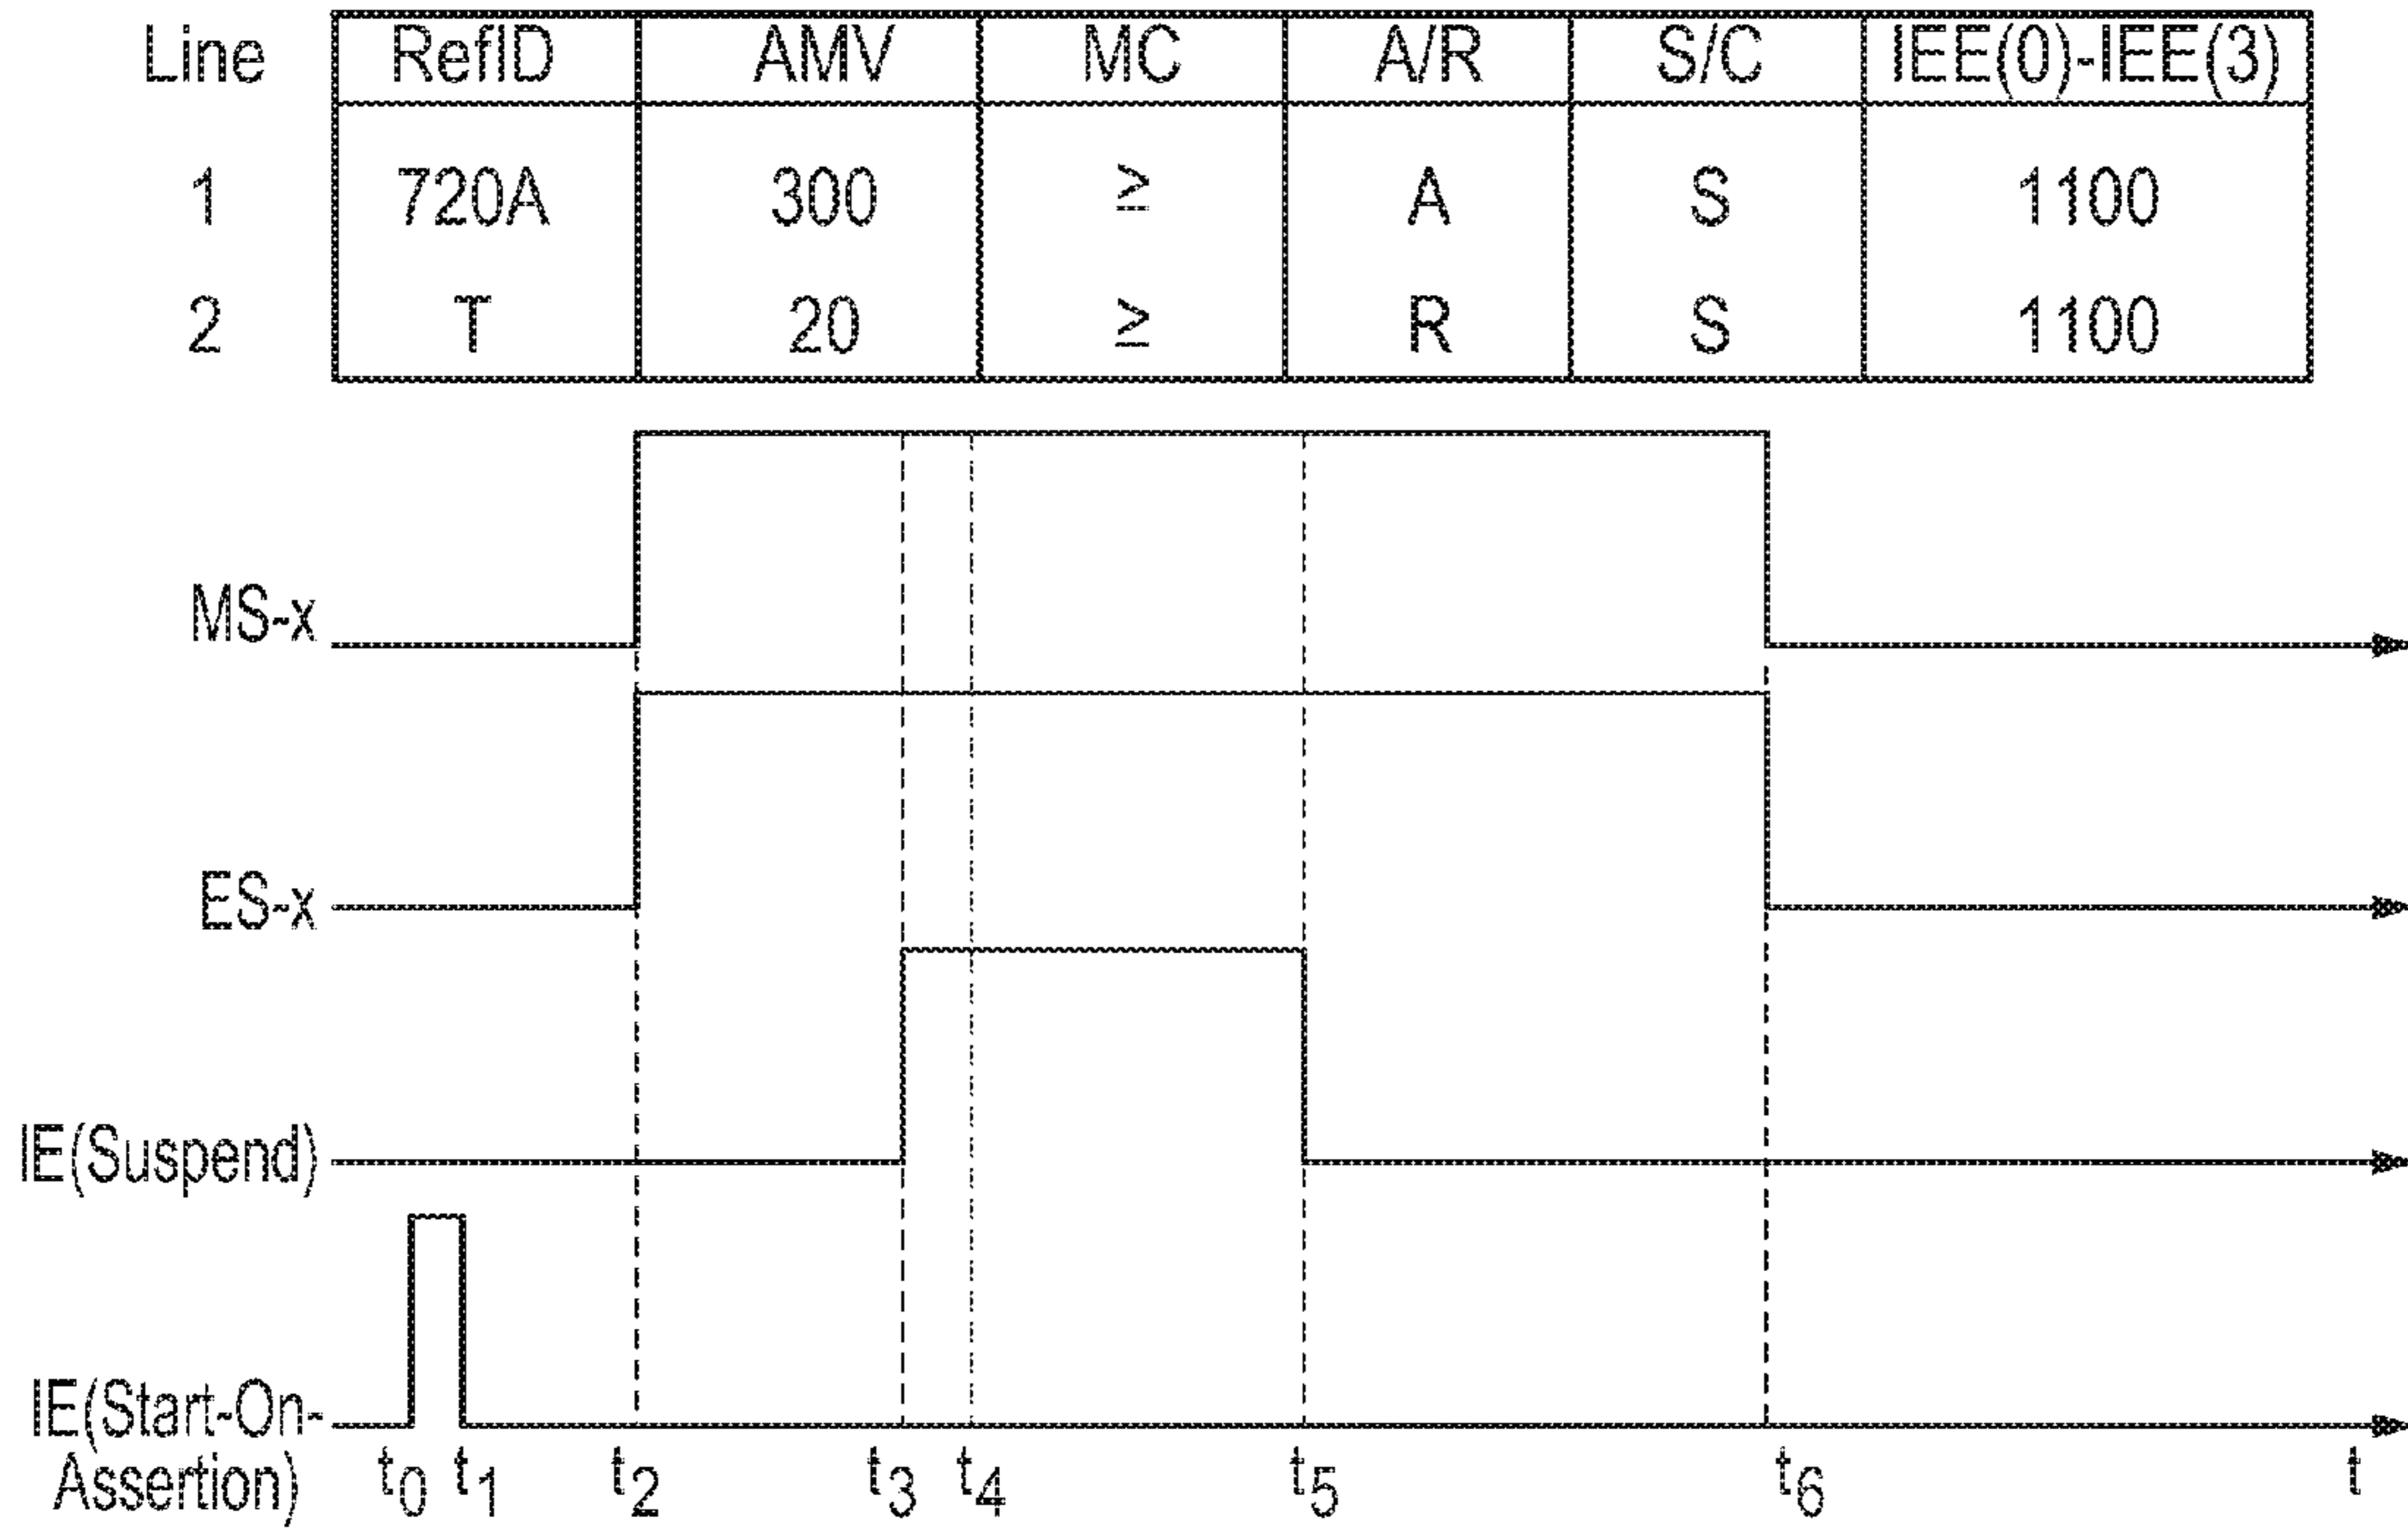 Line RefID AMV MC A/R S/C IEE(0)-IEE(3)
1 720A 300 ≥ A S 1100
2 T 20 ≥ R S 1100
MS-x
ES-x
IE(Suspend)
IE(Start-On-
Assertion)
t0 t1 t2 t3 t4 t5 t6 t